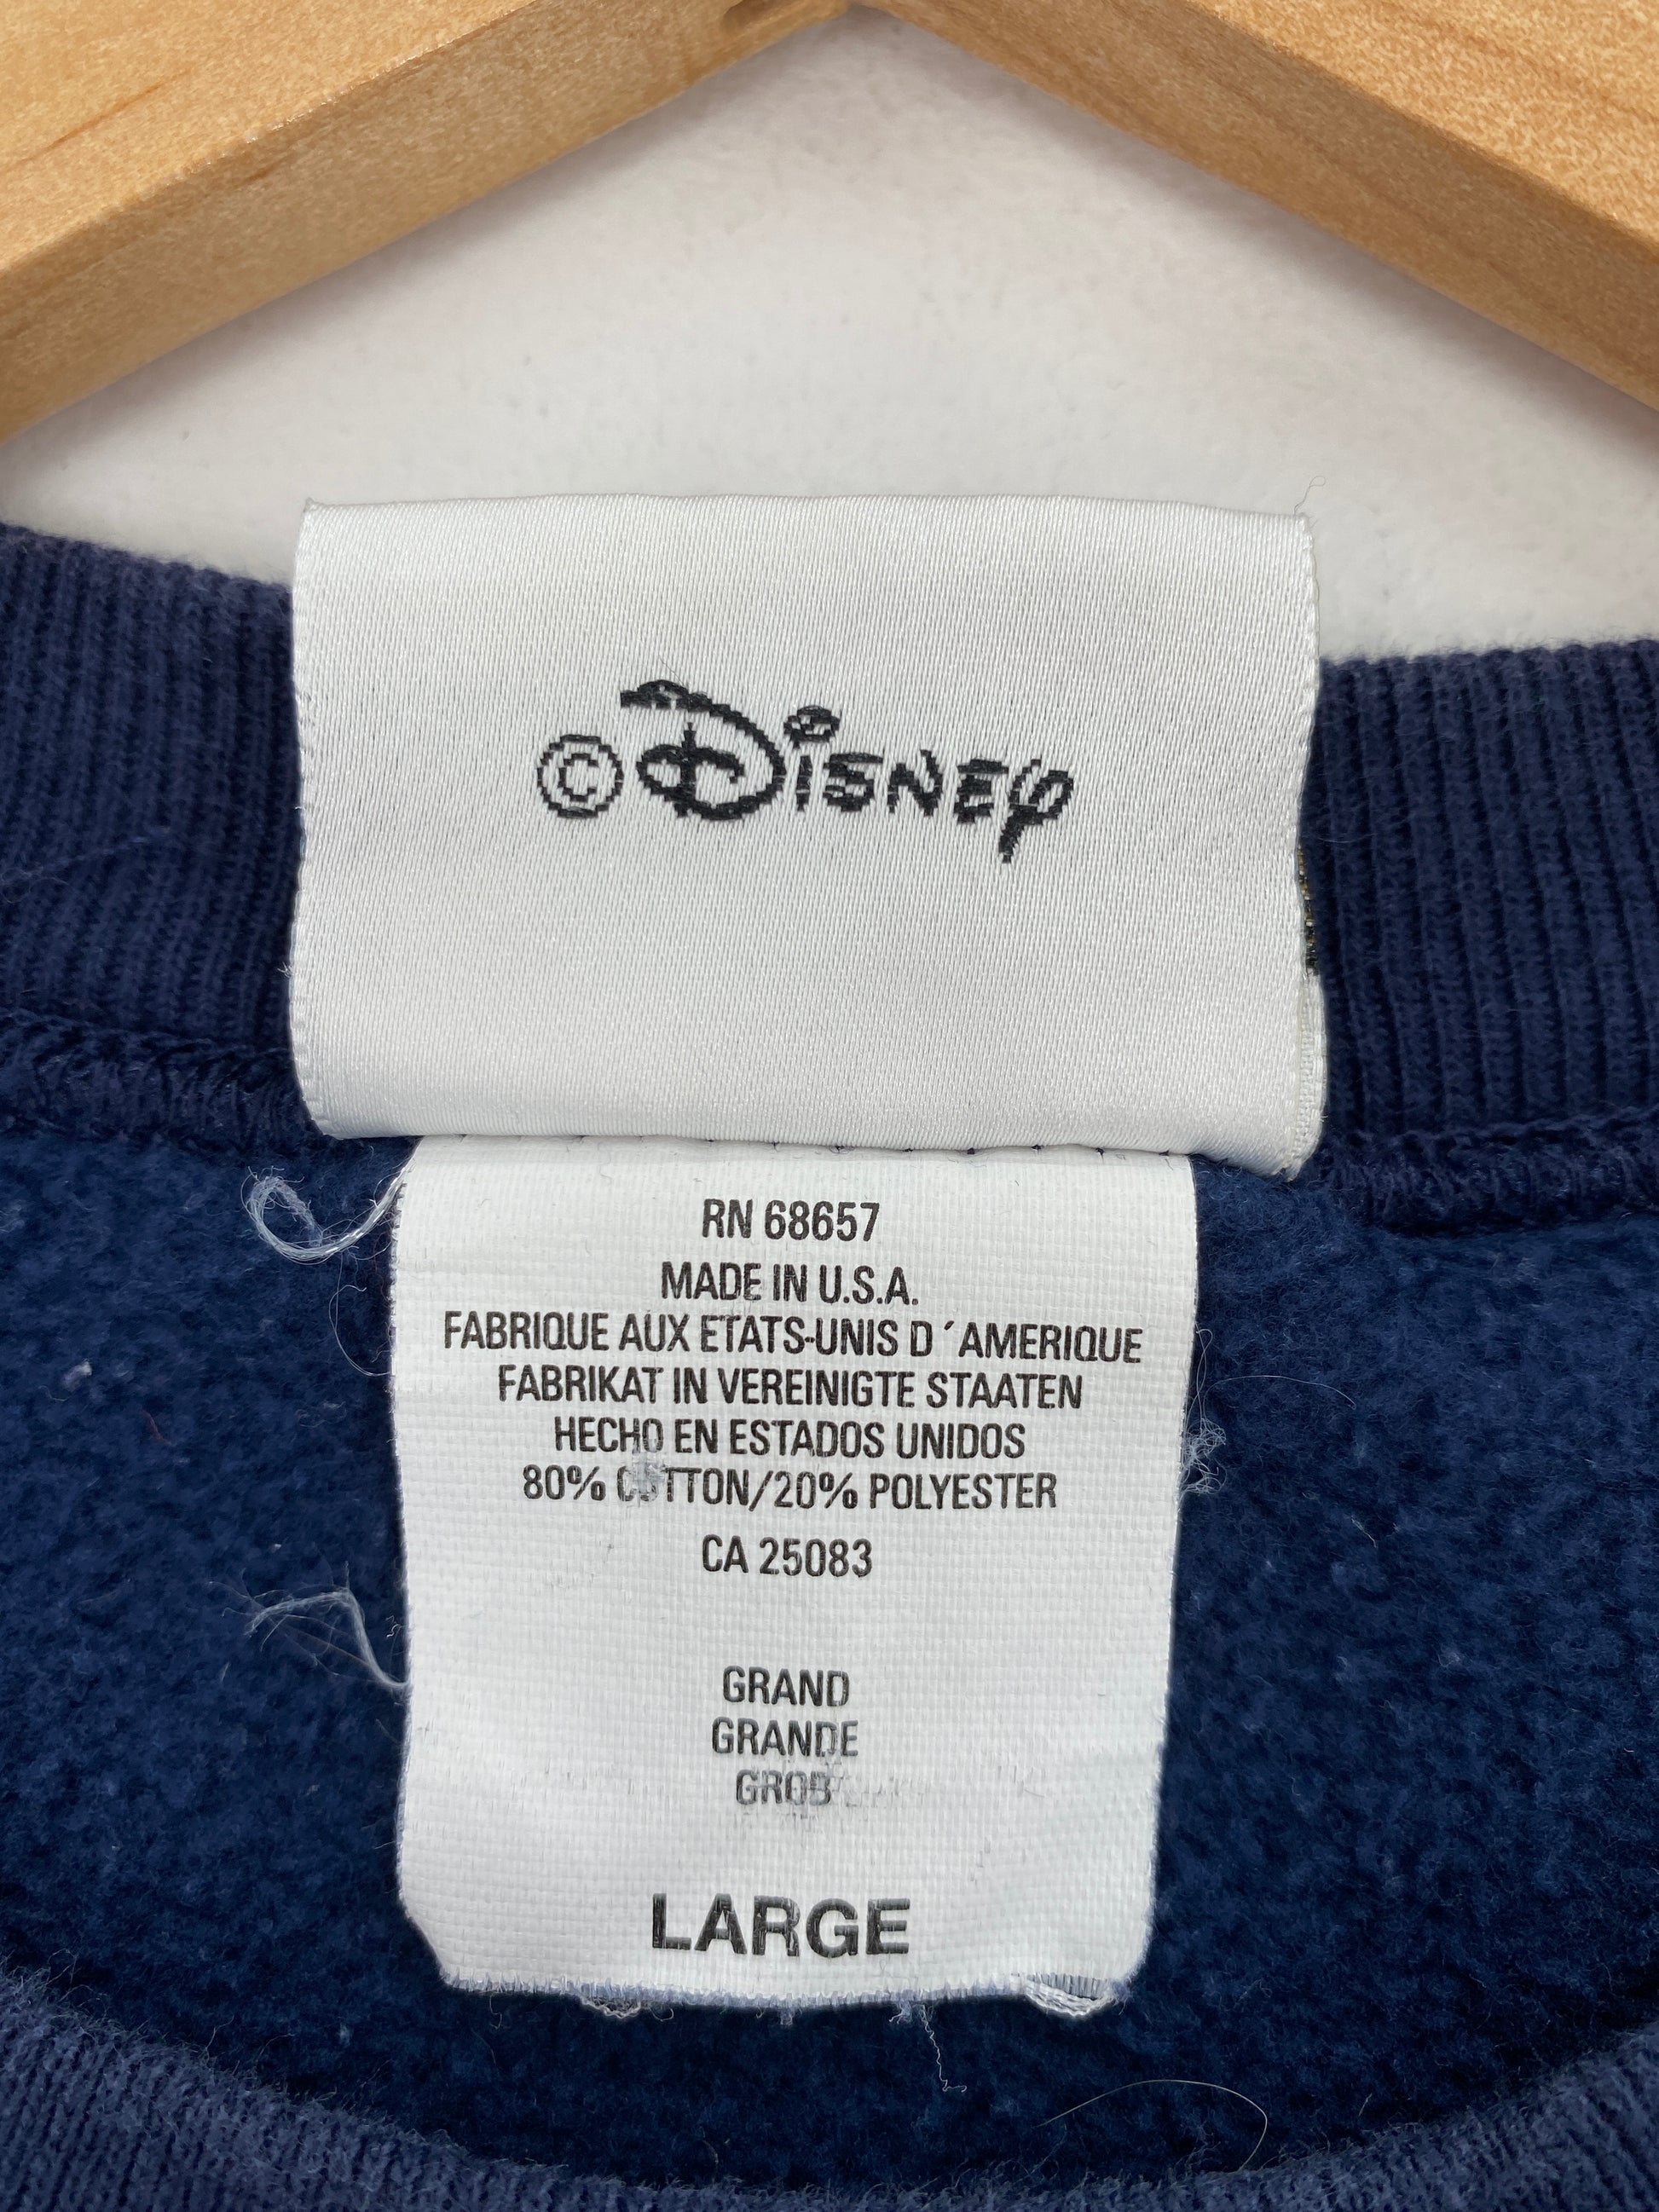 ©Disney
RN 68657
MADE IN U.S.A.
FABRIQUE AUX ETATS-UNIS D ´AMERIQUE
FABRIKAT IN VEREINIGTE STAATEN
HECHO EN ESTADOS UNIDOS
80% COTTON/20% POLYESTER
CA 25083
GRAND
GRANDE
GROB
LARGE